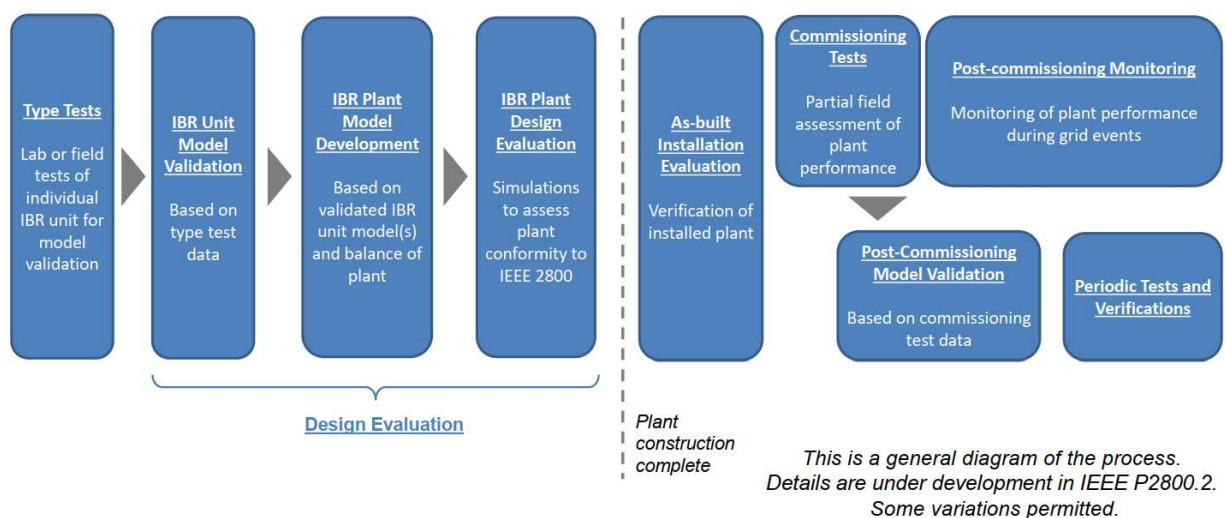 Type Tests
Lab or field
tests of
individual
IBR unit for
model
validation
IBR Unit
Model
Validation
Based on
type test
data
IBR Plant
Model
Development
Based on
validated IBR
unit model(s)
and balance of
plant
IBR Plant
Design
Evaluation
Simulations
to assess
plant
conformity to
IEEE 2800
Design Evaluation
Plant
construction
complete
As-built
Installation
Evaluation
Verification of
installed plant
Commissioning
Tests
Partial field
assessment of
plant
performance
Post-commissioning Monitoring
Monitoring of plant performance
during grid events
Post-Commissioning
Model Validation
Based on commissioning
test data
Periodic Tests and
Verifications
This is a general diagram of the process.
Details are under development in IEEE P2800.2.
Some variations permitted.